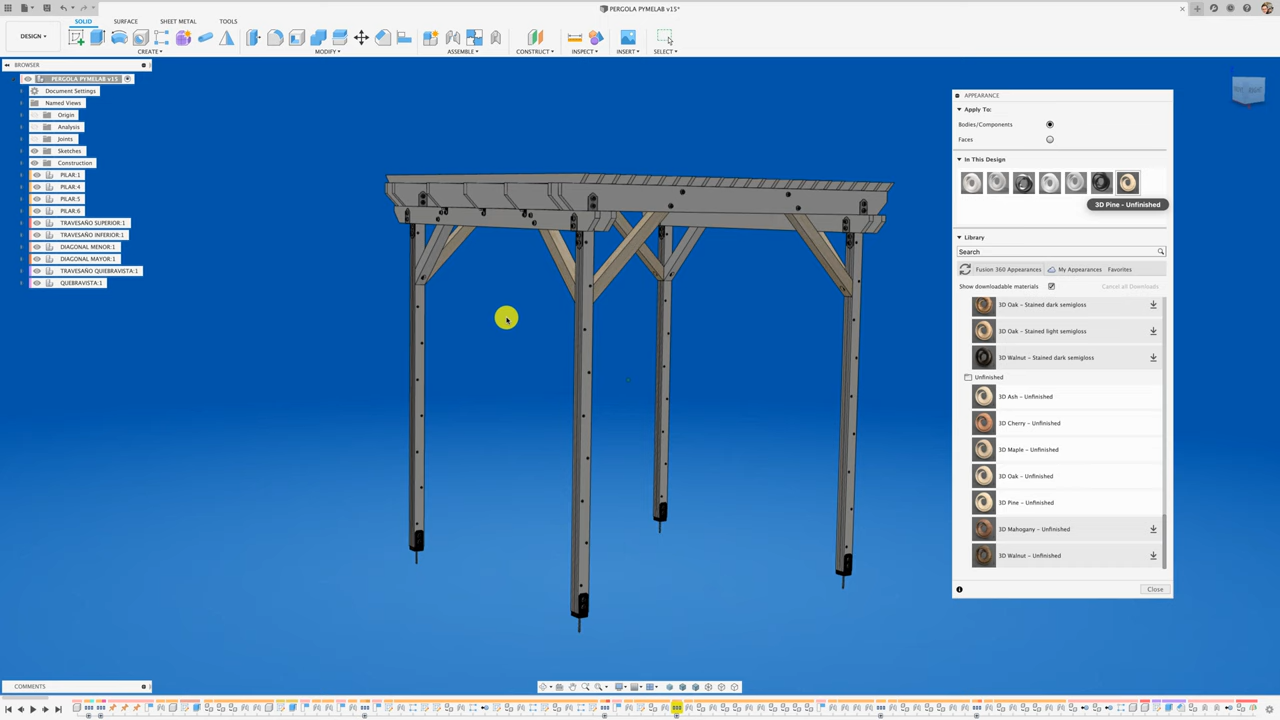 PERGOLA PYMELAB v15*
SOLID SURFACE SHEET METAL TOOLS
DESIGN▾
CREATE▾ MODIFY▾ ASSEMBLE▾ CONSTRUCT▾ INSPECT▾ INSERT▾ SELECT▾
BROWSER
PERGOLA PYMELAB v15
Document Settings
Named Views
Origin
Analysis
Joints
Sketches
Construction
PILAR:1
PILAR:4
PILAR:5
PILAR:6
TRAVESAÑO SUPERIOR:1
TRAVESAÑO INFERIOR:1
DIAGONAL MENOR:1
DIAGONAL MAYOR:1
TRAVESAÑO QUIEBRAVISTA:1
QUEBRAVISTA:1
APPEARANCE
Apply To:
Bodies/Components
Faces
In This Design
3D Pine - Unfinished
Library
Search
Fusion 360 Appearances My Appearances Favorites
Show downloadable materials Cancel all Downloads
3D Oak - Stained dark semigloss
3D Oak - Stained light semigloss
3D Walnut - Stained dark semigloss
Unfinished
3D Ash - Unfinished
3D Cherry - Unfinished
3D Maple - Unfinished
3D Oak - Unfinished
3D Pine - Unfinished
3D Mahogany - Unfinished
3D Walnut - Unfinished
Close
COMMENTS